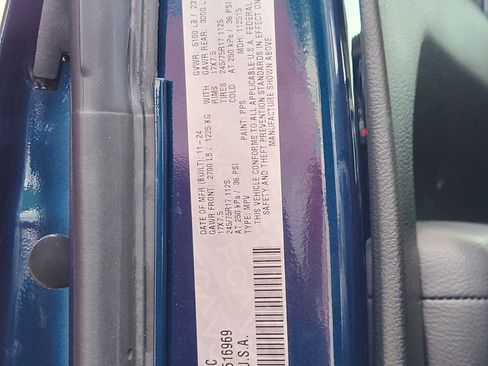 DATE OF MFR (BUILT): 11-24
GVWR: 5100 LB / 23
GAWR FRONT: 2700 LB / 1225 KG
WITH
GAWR REAR: 3000 L
17X7.5
RIMS
17X7.5
245/75R17 112S
TIRES
245/75R17 112S
AT 250 kPa / 36 PSI
COLD
AT 250 kPa / 36 PSI
TYPE: MPV
PAINT: PPS
MDH: 112515
THIS VEHICLE CONFORMS TO ALL APPLICABLE U.S.A. FEDERAL
SAFETY AND THEFT PREVENTION STANDARDS IN EFFECT ON
MANUFACTURE SHOWN ABOVE
C
516969
U.S.A.